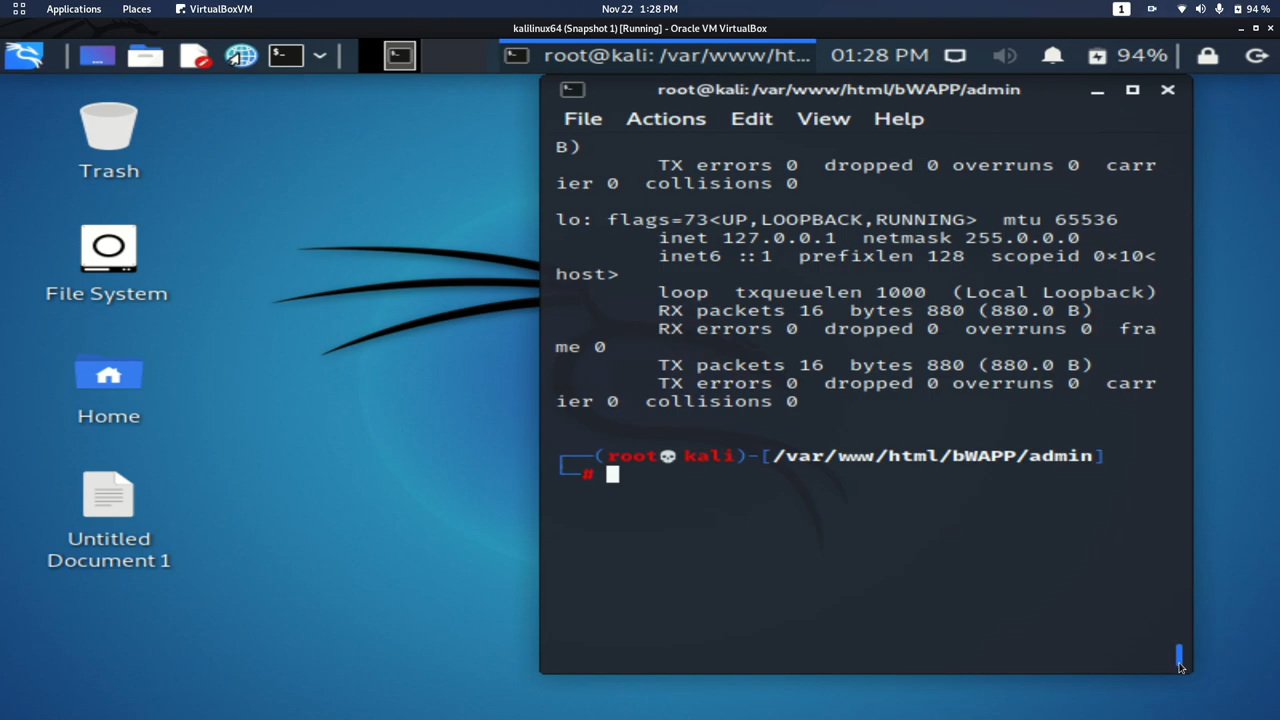 Applications Places VirtualBoxVM Nov 22 1:28 PM 1 94 %
kalilinux64 (Snapshot 1) [Running] - Oracle VM VirtualBox
root@kali: /var/www/ht... 01:28 PM 94%
Trash
File System
Home
Untitled
Document 1
root@kali:/var/www/html/bWAPP/admin
File Actions Edit View Help
B)
TX errors 0 dropped 0 overruns 0 carr
ier 0 collisions 0
lo: flags=73<UP,LOOPBACK,RUNNING> mtu 65536
inet 127.0.0.1 netmask 255.0.0.0
inet6 ::1 prefixlen 128 scopeid 0×10<
host>
loop txqueuelen 1000 (Local Loopback)
RX packets 16 bytes 880 (880.0 B)
RX errors 0 dropped 0 overruns 0 fra
me 0
TX packets 16 bytes 880 (880.0 B)
TX errors 0 dropped 0 overruns 0 carr
ier 0 collisions 0
┌──(root💀kali)-[/var/www/html/bWAPP/admin]
└─#